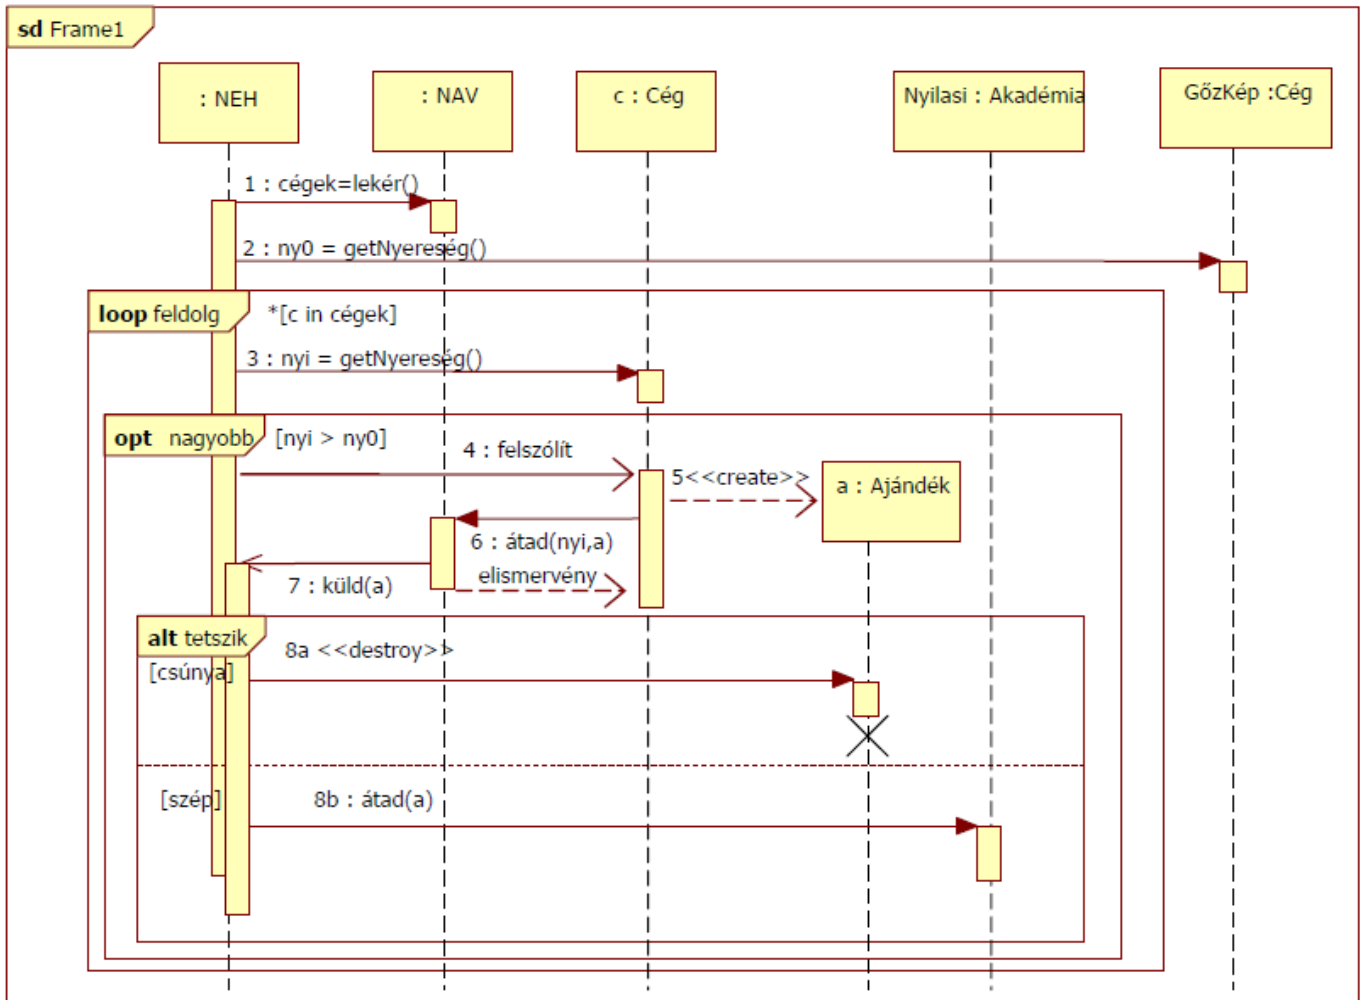 sd Frame1
: NEH
: NAV
c : Cég
Nyilasi : Akadémia
GőzKép :Cég
1 : cégek=lekér()
2 : ny0 = getNyereség()
loop feldolg
*[c in cégek]
3 : nyi = getNyereség()
opt nagyobb
[nyi > ny0]
4 : felszólít
5<<create>>
a : Ajándék
6 : átad(nyi,a)
7 : küld(a)
elismervény
alt tetszik
8a <<destroy>>
[csúnya]
[szép]
8b : átad(a)